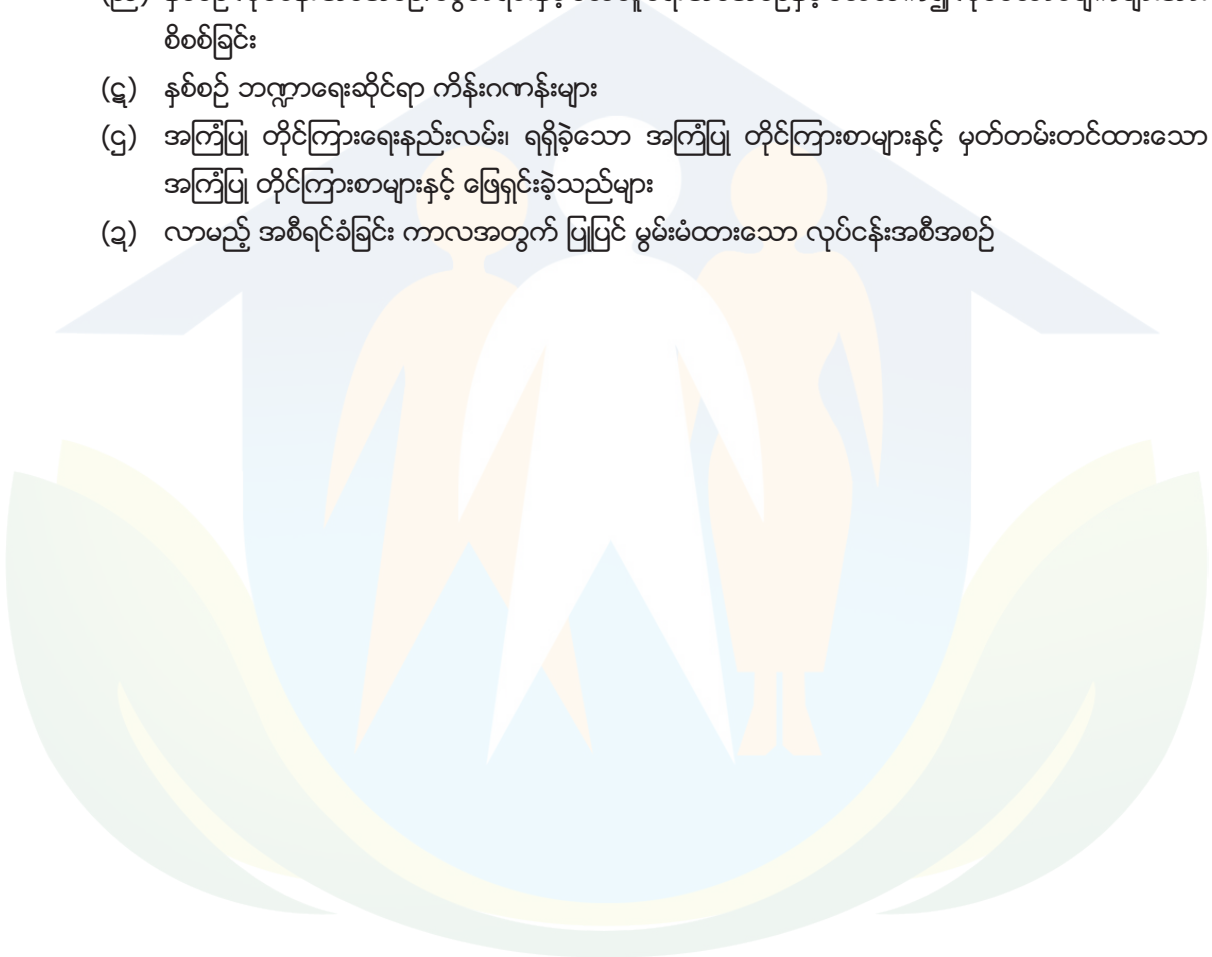 စိစစ်ခြင်း
(ဋ) နှစ်စဉ် ဘဏ္ဍာရေးဆိုင်ရာ ကိန်းဂဏန်းများ
(ဌ) အကြံပြု တိုင်ကြားရေးနည်းလမ်း၊ ရရှိခဲ့သော အကြံပြု တိုင်ကြားစာများနှင့် မှတ်တမ်းတင်ထားသော
အကြံပြု တိုင်ကြားစာများနှင့် ဖြေရှင်းခဲ့သည်များ
(ဍ) လာမည့် အစီရင်ခံခြင်း ကာလအတွက် ပြုပြင် မွမ်းမံထားသော လုပ်ငန်းအစီအစဉ်